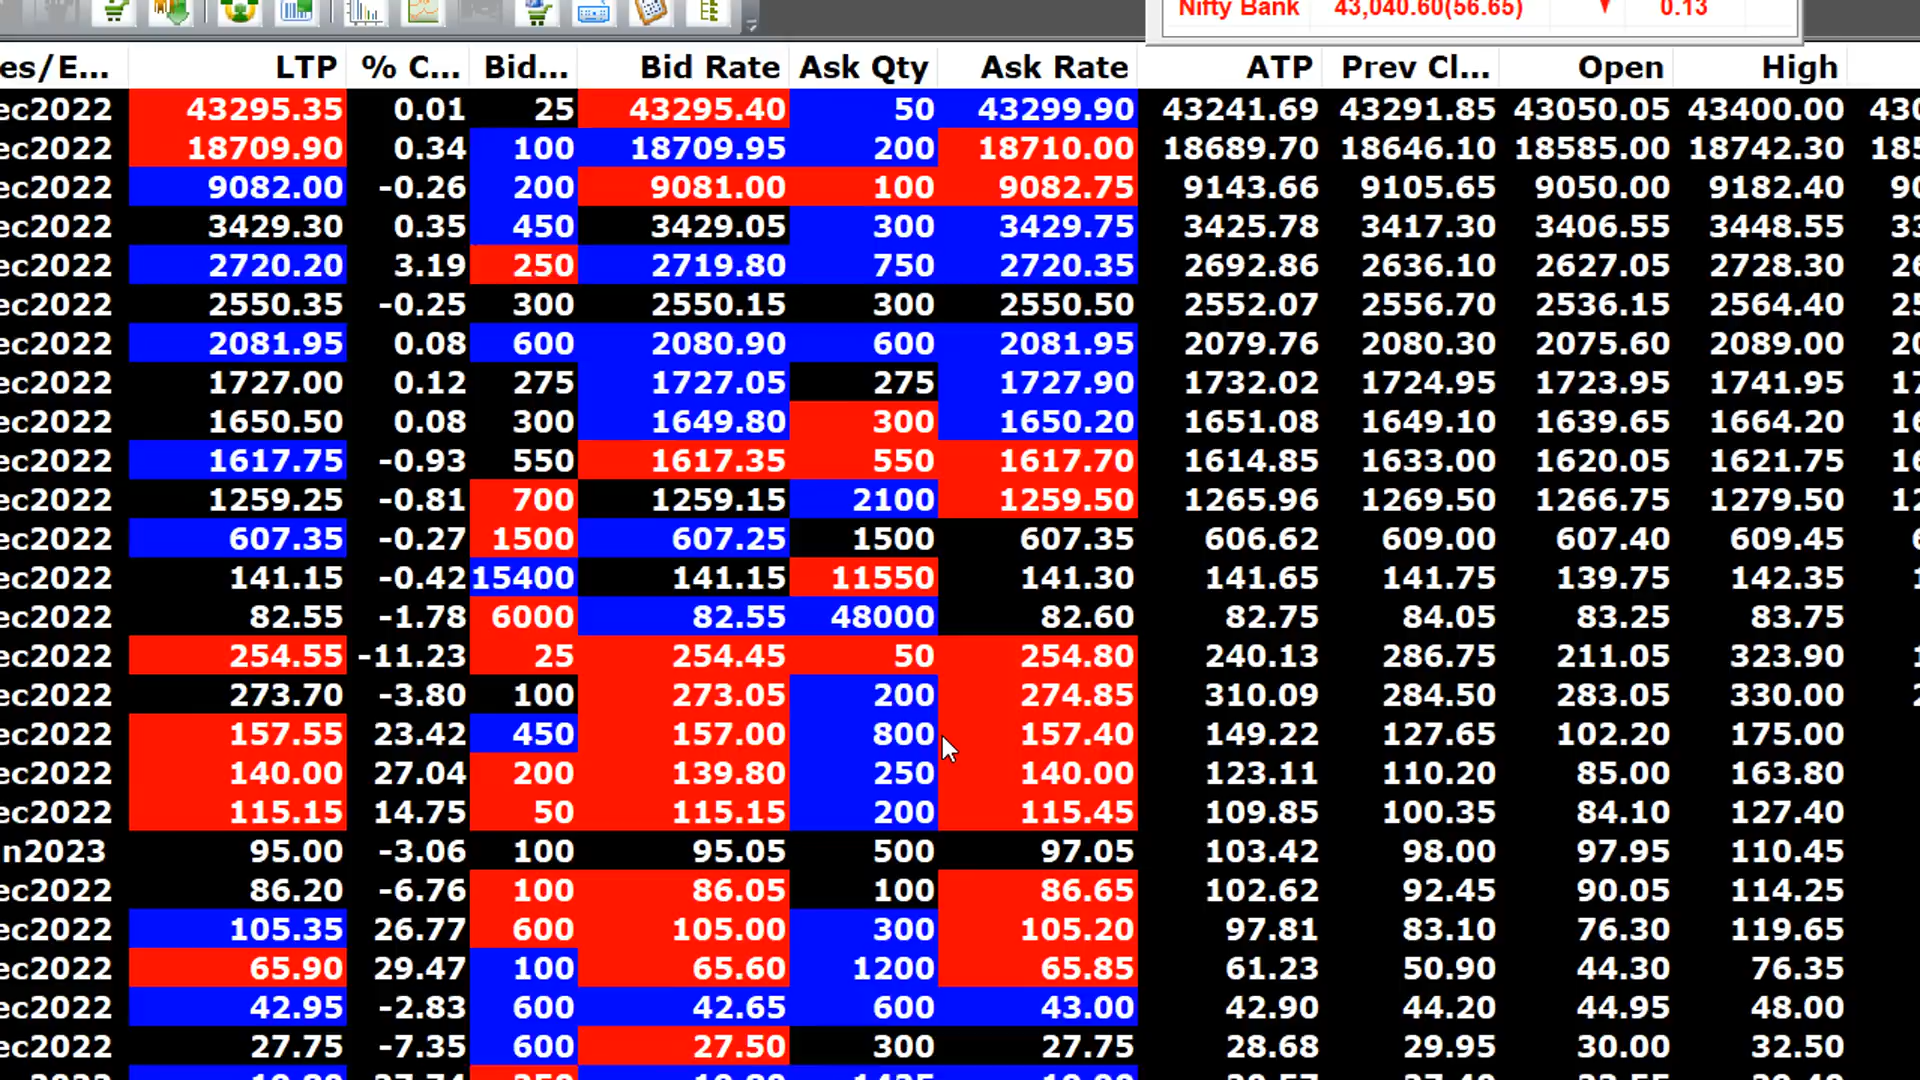 Nifty Bank 43,040.60(56.65) 0.13
es/E... LTP % C... Bid... Bid Rate Ask Qty Ask Rate ATP Prev Cl... Open High
ec2022 43295.35 0.01 25 43295.40 50 43299.90 43241.69 43291.85 43050.05 43400.00 430
ec2022 18709.90 0.34 100 18709.95 200 18710.00 18689.70 18646.10 18585.00 18742.30 185
ec2022 9082.00 -0.26 200 9081.00 100 9082.75 9143.66 9105.65 9050.00 9182.40 90
ec2022 3429.30 0.35 450 3429.05 300 3429.75 3425.78 3417.30 3406.55 3448.55 33
ec2022 2720.20 3.19 250 2719.80 750 2720.35 2692.86 2636.10 2627.05 2728.30 26
ec2022 2550.35 -0.25 300 2550.15 300 2550.50 2552.07 2556.70 2536.15 2564.40 25
ec2022 2081.95 0.08 600 2080.90 600 2081.95 2079.76 2080.30 2075.60 2089.00 20
ec2022 1727.00 0.12 275 1727.05 275 1727.90 1732.02 1724.95 1723.95 1741.95 17
ec2022 1650.50 0.08 300 1649.80 300 1650.20 1651.08 1649.10 1639.65 1664.20 16
ec2022 1617.75 -0.93 550 1617.35 550 1617.70 1614.85 1633.00 1620.05 1621.75 16
ec2022 1259.25 -0.81 700 1259.15 2100 1259.50 1265.96 1269.50 1266.75 1279.50 12
ec2022 607.35 -0.27 1500 607.25 1500 607.35 606.62 609.00 607.40 609.45
ec2022 141.15 -0.42 15400 141.15 11550 141.30 141.65 141.75 139.75 142.35
ec2022 82.55 -1.78 6000 82.55 48000 82.60 82.75 84.05 83.25 83.75
ec2022 254.55 -11.23 25 254.45 50 254.80 240.13 286.75 211.05 323.90
ec2022 273.70 -3.80 100 273.05 200 274.85 310.09 284.50 283.05 330.00
ec2022 157.55 23.42 450 157.00 800 157.40 149.22 127.65 102.20 175.00
ec2022 140.00 27.04 200 139.80 250 140.00 123.11 110.20 85.00 163.80
ec2022 115.15 14.75 50 115.15 200 115.45 109.85 100.35 84.10 127.40
n2023 95.00 -3.06 100 95.05 500 97.05 103.42 98.00 97.95 110.45
ec2022 86.20 -6.76 100 86.05 100 86.65 102.62 92.45 90.05 114.25
ec2022 105.35 26.77 600 105.00 300 105.20 97.81 83.10 76.30 119.65
ec2022 65.90 29.47 100 65.60 1200 65.85 61.23 50.90 44.30 76.35
ec2022 42.95 -2.83 600 42.65 600 43.00 42.90 44.20 44.95 48.00
ec2022 27.75 -7.35 600 27.50 300 27.75 28.68 29.95 30.00 32.50